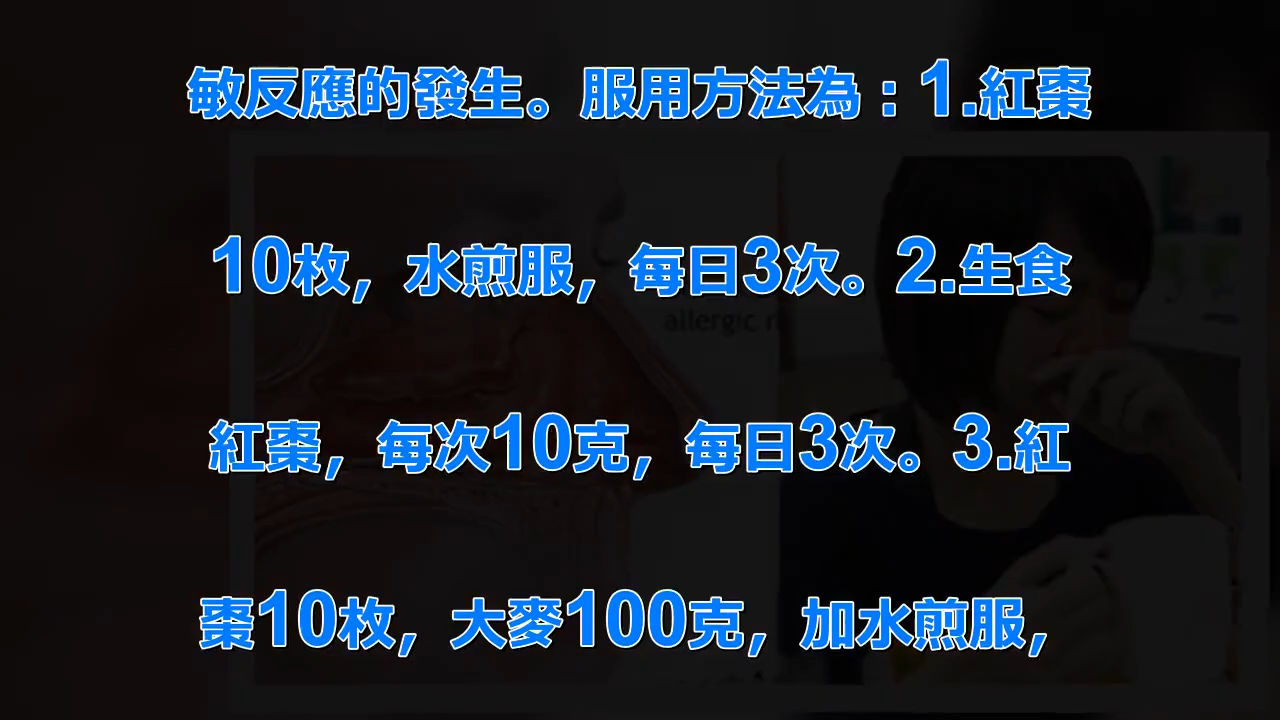 敏反應的發生。服用方法為：1.紅棗
10枚，水煎服，每日3次。2.生食
allergic r
紅棗，每次10克，每日3次。3.紅
棗10枚，大麥100克，加水煎服，